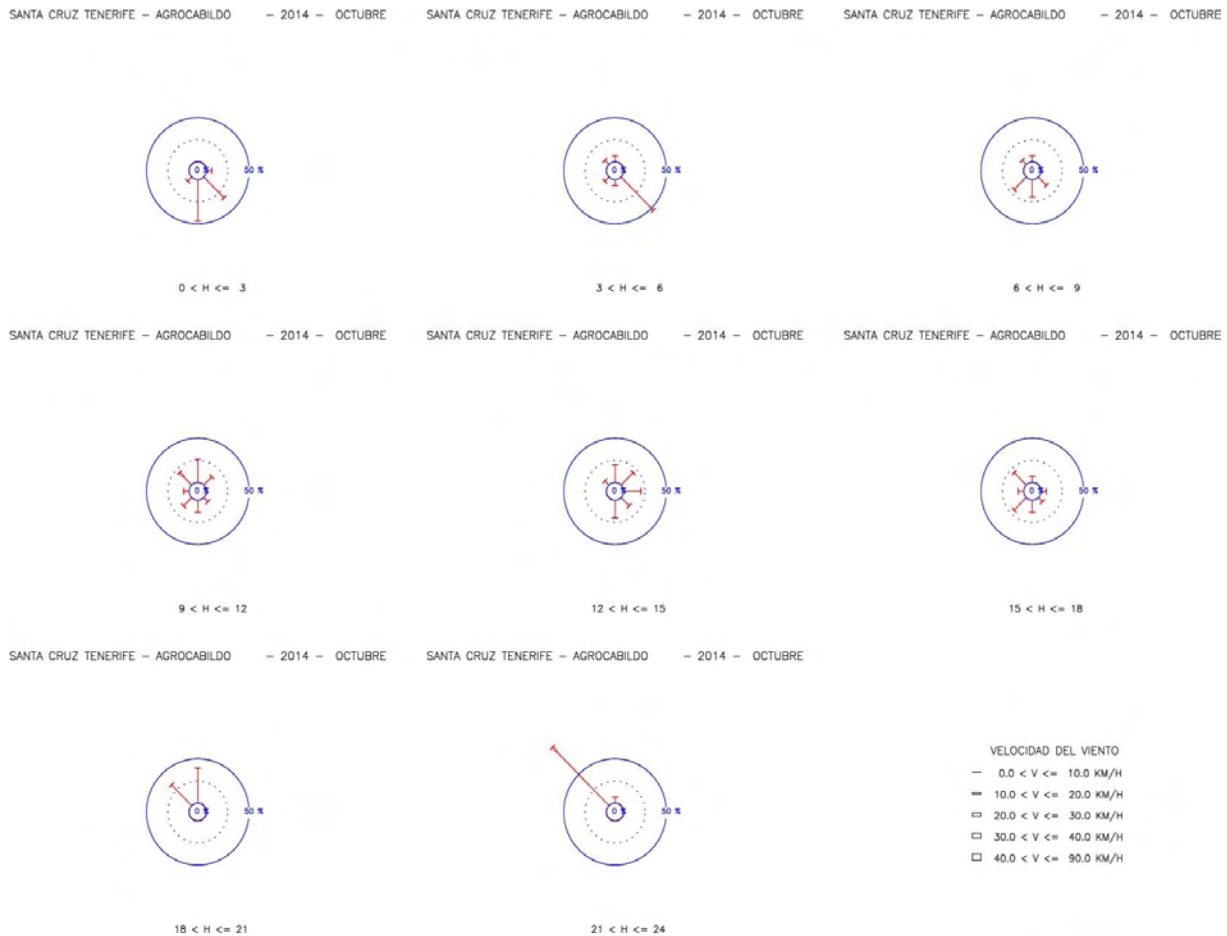 SANTA CRUZ TENERIFE – AGROCABILDO – 2014 – OCTUBRE
0 %
50 %
0 < H <= 3
SANTA CRUZ TENERIFE – AGROCABILDO – 2014 – OCTUBRE
0 %
50 %
3 < H <= 6
SANTA CRUZ TENERIFE – AGROCABILDO – 2014 – OCTUBRE
0 %
50 %
6 < H <= 9
SANTA CRUZ TENERIFE – AGROCABILDO – 2014 – OCTUBRE
0 %
50 %
9 < H <= 12
SANTA CRUZ TENERIFE – AGROCABILDO – 2014 – OCTUBRE
0 %
50 %
12 < H <= 15
SANTA CRUZ TENERIFE – AGROCABILDO – 2014 – OCTUBRE
0 %
50 %
15 < H <= 18
SANTA CRUZ TENERIFE – AGROCABILDO – 2014 – OCTUBRE
0 %
50 %
18 < H <= 21
SANTA CRUZ TENERIFE – AGROCABILDO – 2014 – OCTUBRE
0 %
50 %
21 < H <= 24
VELOCIDAD DEL VIENTO
0.0 < V <= 10.0 KM/H
10.0 < V <= 20.0 KM/H
20.0 < V <= 30.0 KM/H
30.0 < V <= 40.0 KM/H
40.0 < V <= 90.0 KM/H